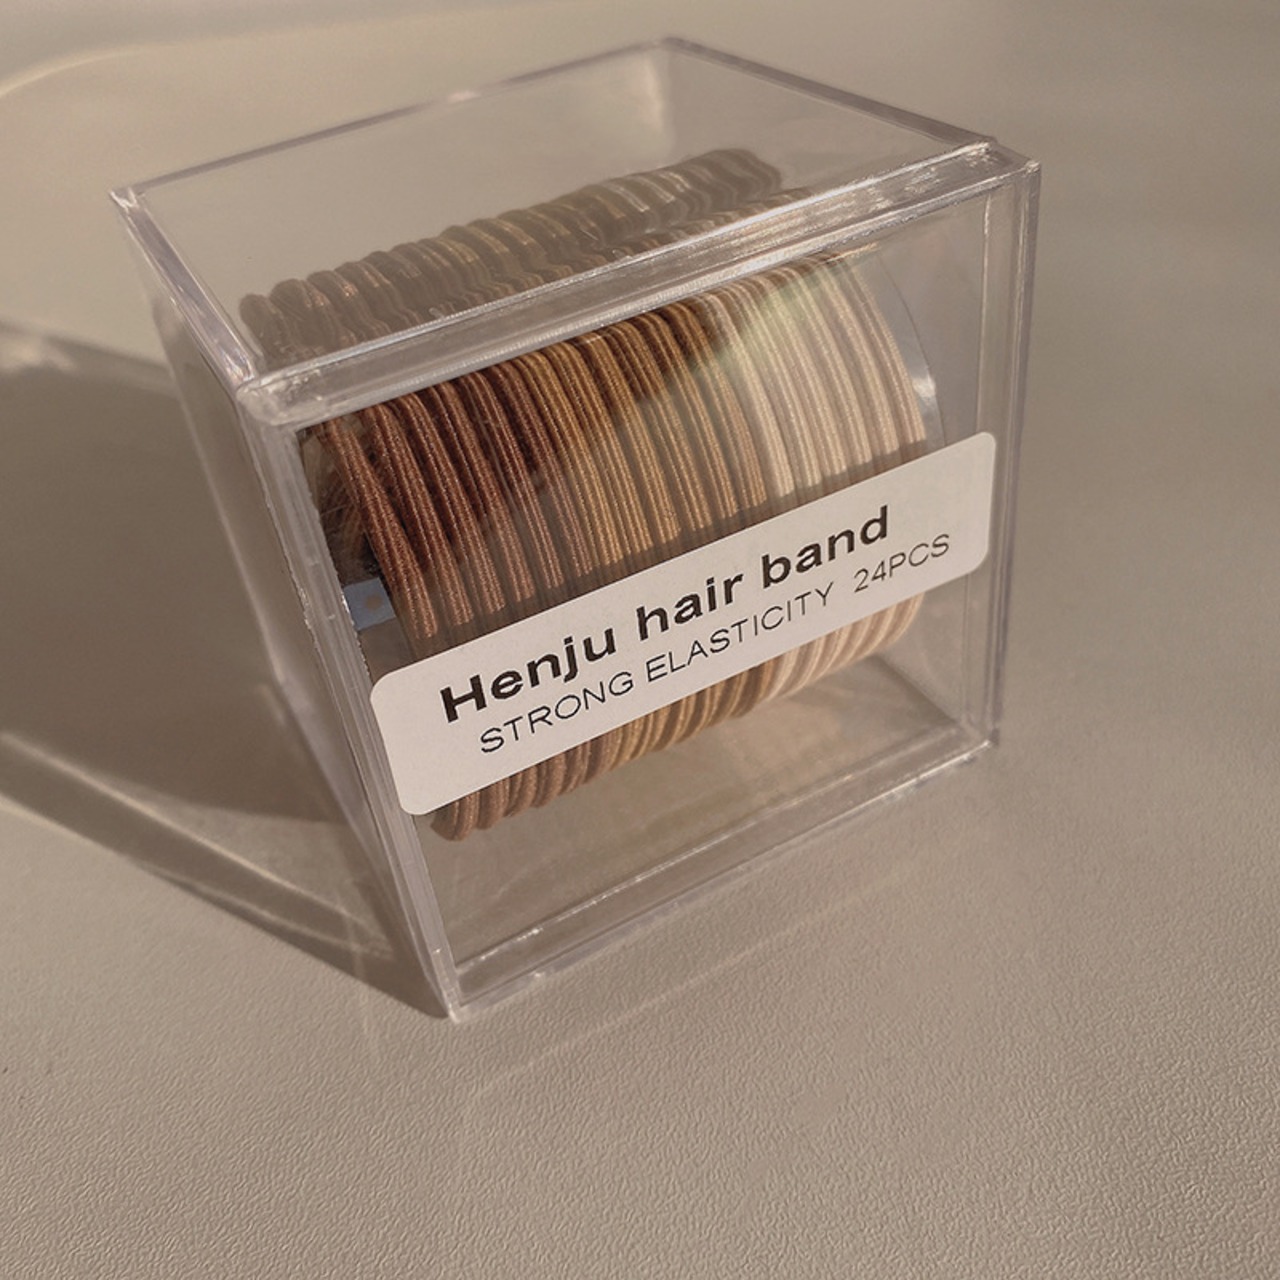 Henju hair band
STRONG ELASTICITY 24PCS